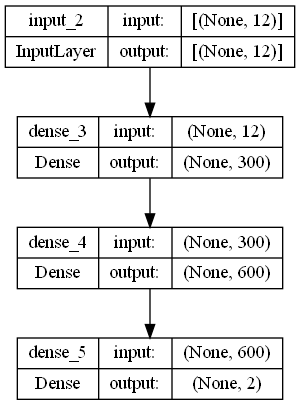 input_2 input: [(None, 12)]
InputLayer output: [(None, 12)]
dense_3 input: (None, 12)
Dense output: (None, 300)
dense_4 input: (None, 300)
Dense output: (None, 600)
dense_5 input: (None, 600)
Dense output: (None, 2)